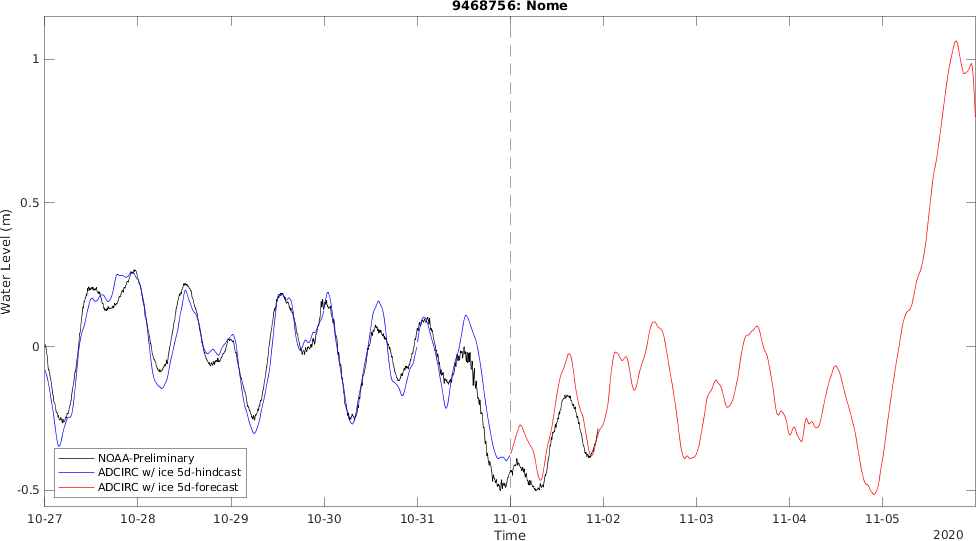 9468756: Nome
Water Level (m)
1
0.5
0
-0.5
NOAA-Preliminary
ADCIRC w/ ice 5d-hindcast
ADCIRC w/ ice 5d-forecast
10-27 10-28 10-29 10-30 10-31 11-01 11-02 11-03 11-04 11-05
Time
2020